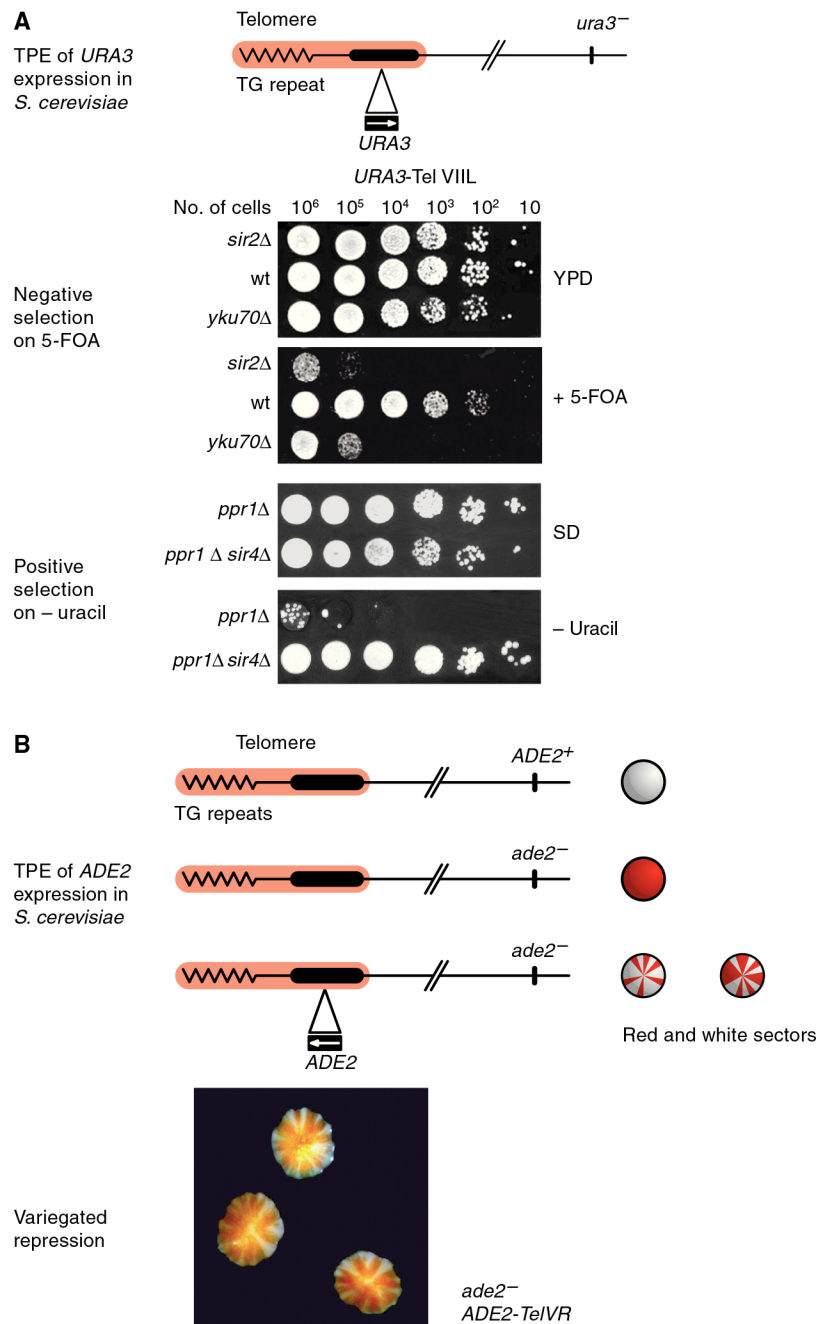 A
Telomere
ura3–
TPE of URA3
expression in
S. cerevisiae
TG repeat
URA3
URA3-Tel VIIL
No. of cells 10⁶ 10⁵ 10⁴ 10³ 10² 10
sir2Δ
wt
yku70Δ
YPD
Negative
selection
on 5-FOA
sir2Δ
wt
yku70Δ
+ 5-FOA
ppr1Δ
ppr1 Δ sir4Δ
SD
Positive
selection
on – uracil
ppr1Δ
ppr1Δ sir4Δ
– Uracil
B
Telomere
ADE2+
TG repeats
TPE of ADE2
expression in
S. cerevisiae
ade2–
ade2–
ADE2
Red and white sectors
Variegated
repression
ade2–
ADE2-TelVR